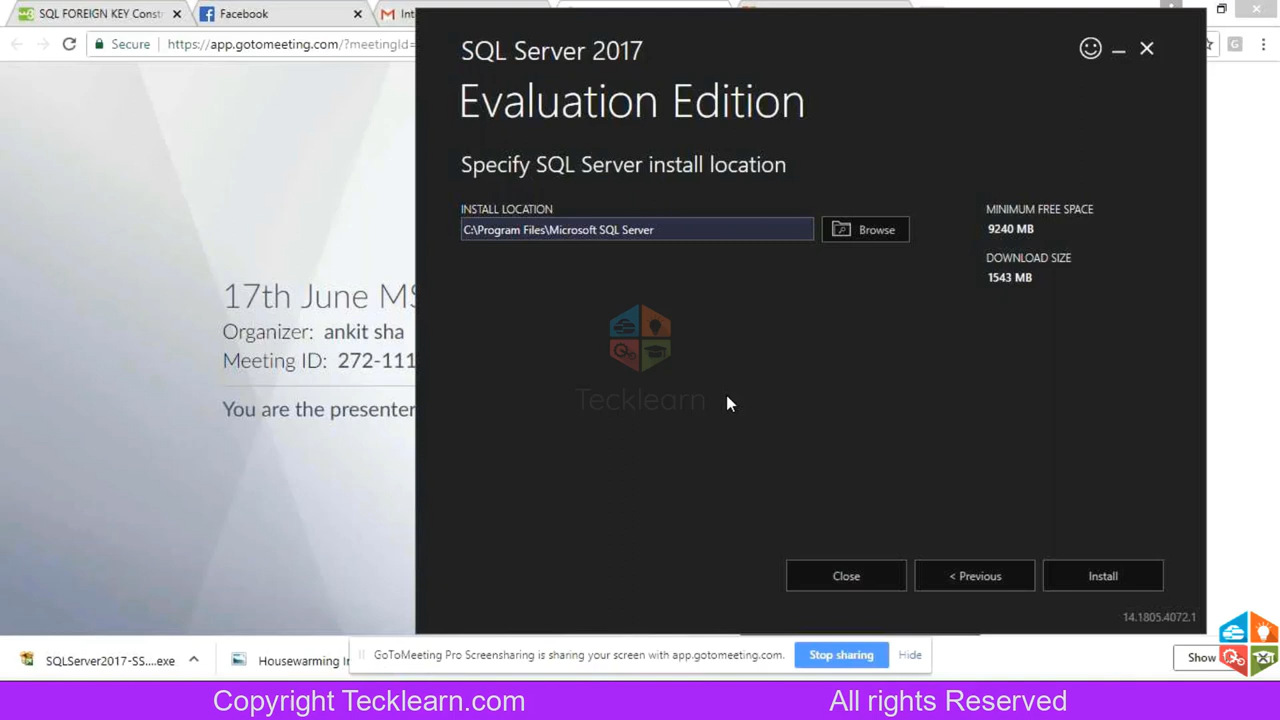 SQL FOREIGN KEY Const
Facebook
Int
Secure
https://app.gotomeeting.com/?meetingId=
SQL Server 2017
Evaluation Edition
Specify SQL Server install location
INSTALL LOCATION
C:\Program Files\Microsoft SQL Server
Browse
MINIMUM FREE SPACE
9240 MB
DOWNLOAD SIZE
1543 MB
17th June MS
Organizer: ankit sha
Meeting ID: 272-111
You are the presenter
Tecklearn
Close
< Previous
Install
14.1805.4072.1
SQLServer2017-SS....exe
Housewarming In
GoToMeeting Pro Screensharing is sharing your screen with app.gotomeeting.com.
Stop sharing
Hide
Show
Copyright Tecklearn.com
All rights Reserved